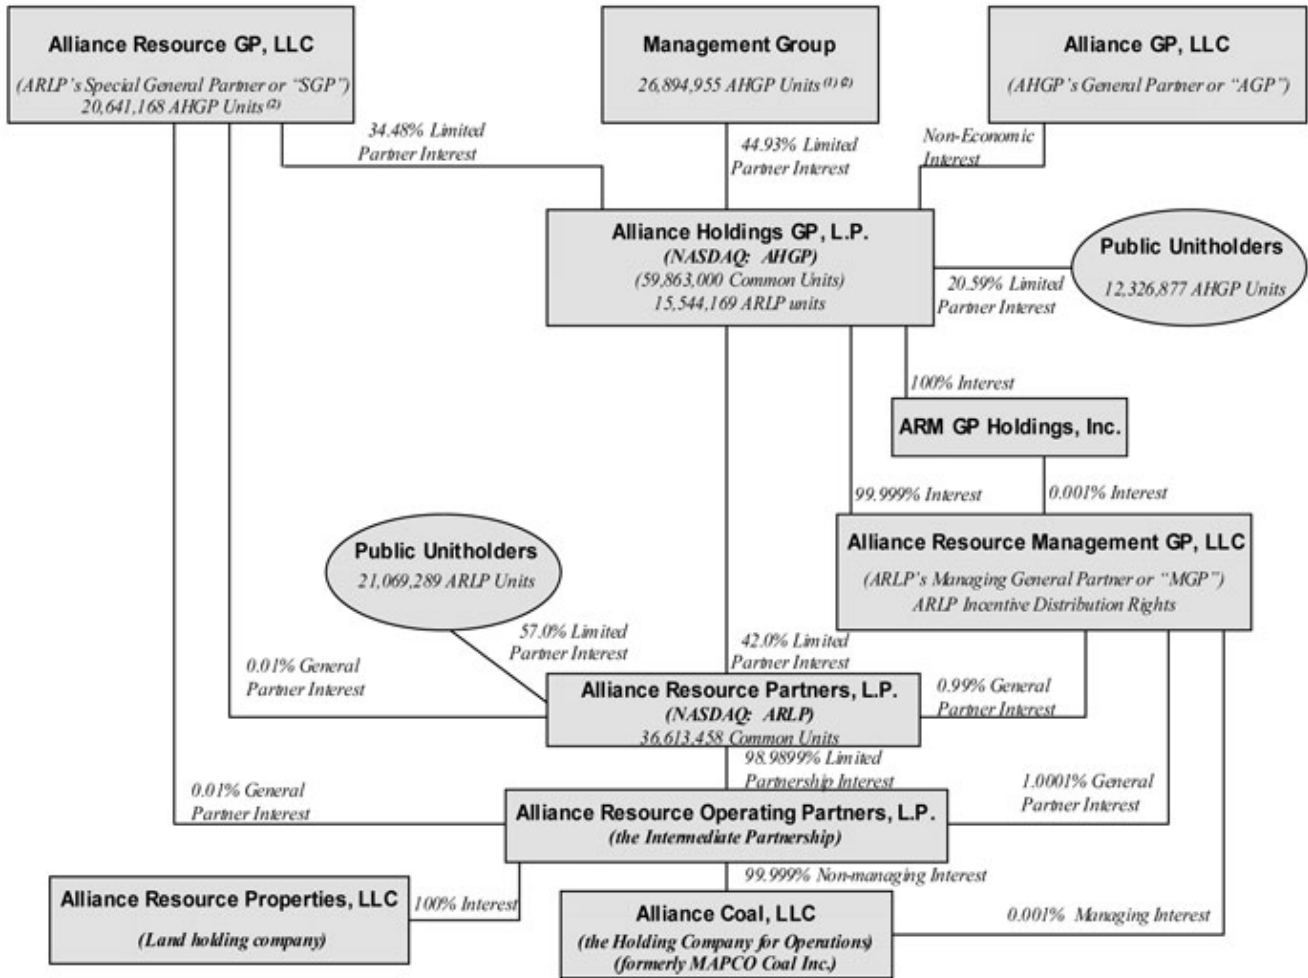 Alliance Resource GP, LLC
(ARLP's Special General Partner or "SGP")
20,641,168 AHGP Units (2)
Management Group
26,894,955 AHGP Units (1) (2)
Alliance GP, LLC
(AHGP's General Partner or "AGP")
34.48% Limited
Partner Interest
44.93% Limited
Partner Interest
Non-Economic
Interest
Alliance Holdings GP, L.P.
(NASDAQ: AHGP)
(59,863,000 Common Units)
15,544,169 ARLP units
Public Unitholders
12,326,877 AHGP Units
20.59% Limited
Partner Interest
100% Interest
ARM GP Holdings, Inc.
99.999% Interest
0.001% Interest
Alliance Resource Management GP, LLC
(ARLP's Managing General Partner or "MGP")
ARLP Incentive Distribution Rights
Public Unitholders
21,069,289 ARLP Units
57.0% Limited
Partner Interest
42.0% Limited
Partner Interest
0.01% General
Partner Interest
Alliance Resource Partners, L.P.
(NASDAQ: ARLP)
36,613,458 Common Units
0.99% General
Partner Interest
98.9899% Limited
Partnership Interest
0.01% General
Partner Interest
1.0001% General
Partner Interest
Alliance Resource Operating Partners, L.P.
(the Intermediate Partnership)
99.999% Non-managing Interest
Alliance Resource Properties, LLC
(Land holding company)
100% Interest
Alliance Coal, LLC
(the Holding Company for Operations)
(formerly MAPCO Coal Inc.)
0.001% Managing Interest